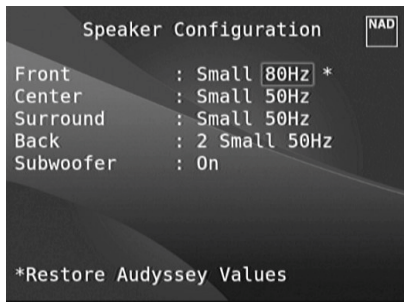 Speaker Configuration
NAD
Front : Small 80Hz *
Center : Small 50Hz
Surround : Small 50Hz
Back : 2 Small 50Hz
Subwoofer : On
*Restore Audyssey Values